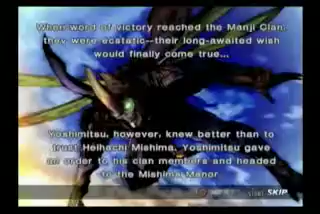 When word of victory reached the Manji Clan,
they were ecstatic--their long-awaited wish
would finally come true...
Yoshimitsu, however, knew better than to
trust Heihachi Mishima. Yoshimitsu gave
an order to his clan members and headed
to the Mishima Manor
START SKIP